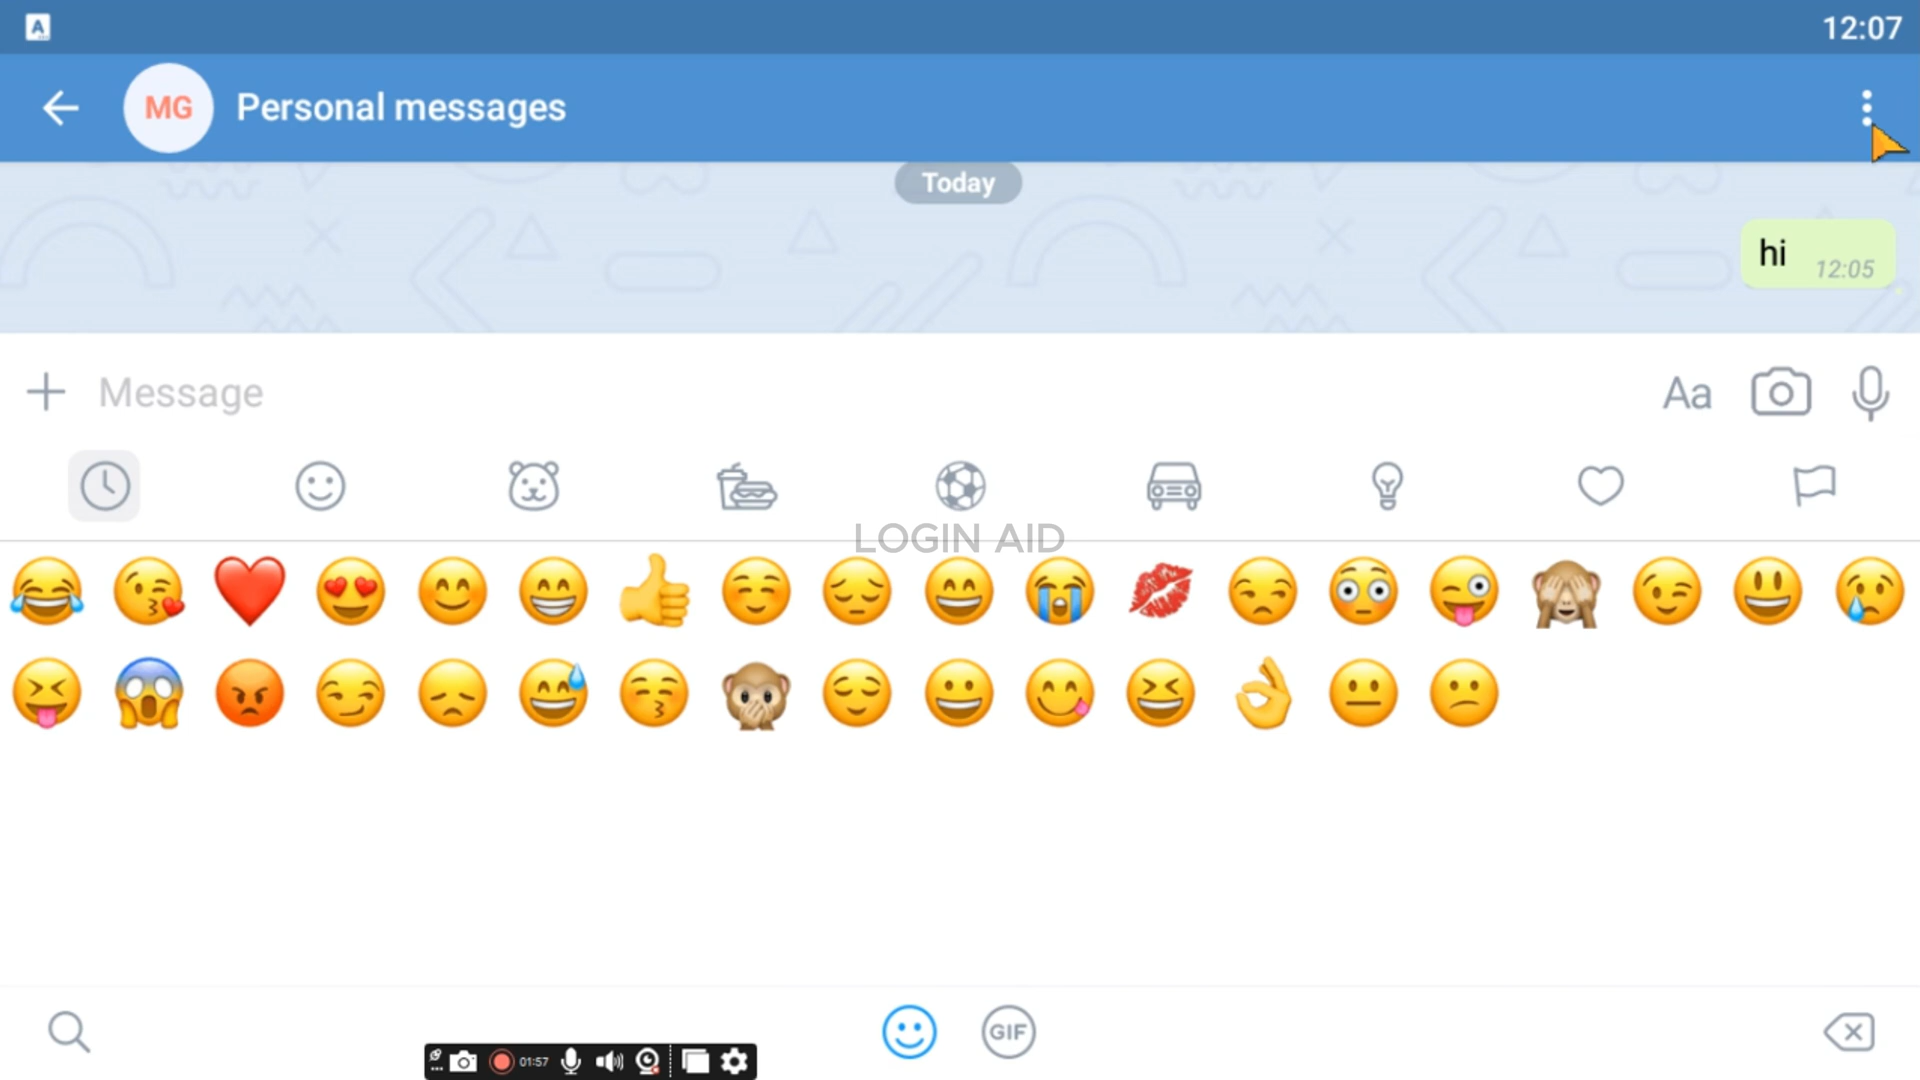 A
12:07
MG
Personal messages
Today
hi 12:05
Message
Aa
LOGIN AID
GIF
01:57